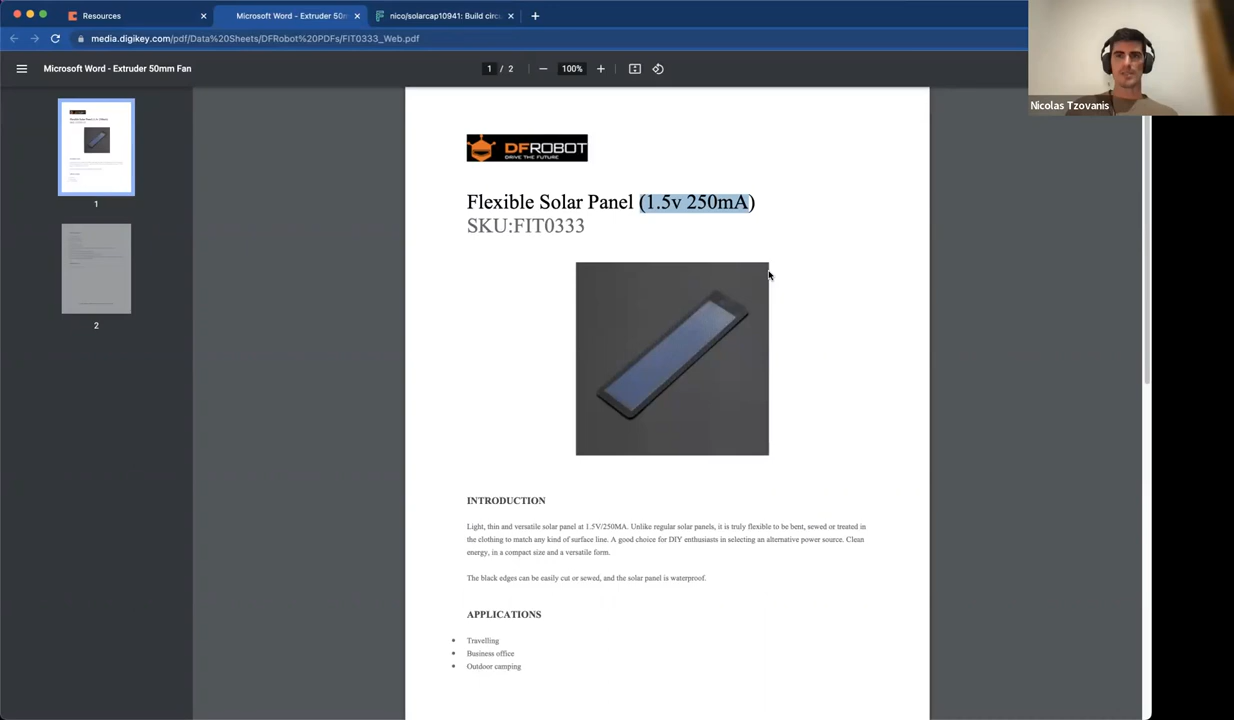 Resources
Microsoft Word - Extruder 50m
nico/solarcap10941: Build circ
media.digikey.com/pdf/Data%20Sheets/DFRobot%20PDFs/FIT0333_Web.pdf
Microsoft Word - Extruder 50mm Fan
1 / 2
100%
Nicolas Tzovanis
1
2
DFROBOT
DRIVE THE FUTURE
Flexible Solar Panel (1.5v 250mA)
SKU:FIT0333
INTRODUCTION
Light, thin and versatile solar panel at 1.5V/250MA. Unlike regular solar panels, it is truly flexible to be bent, sewed or treated in
the clothing to match any kind of surface line. A good choice for DIY enthusiasts in selecting an alternative power source. Clean
energy, in a compact size and a versatile form.
The black edges can be easily cut or sewed, and the solar panel is waterproof.
APPLICATIONS
• Travelling
• Business office
• Outdoor camping